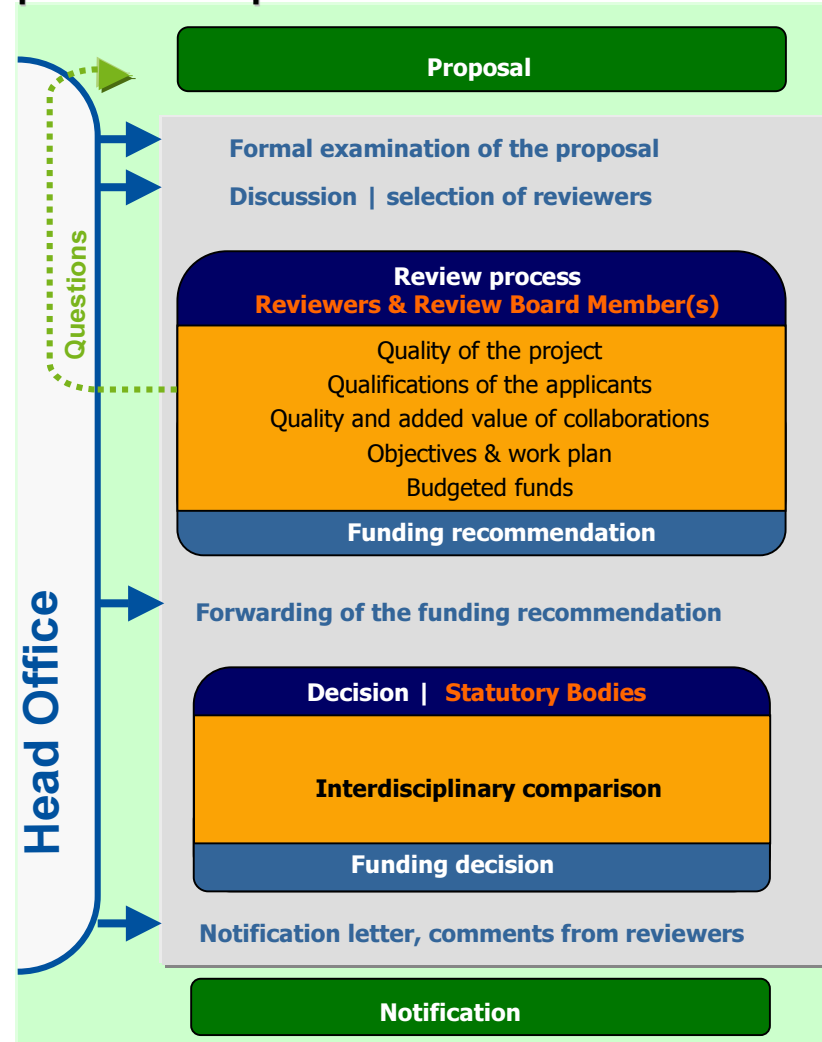 Proposal
Formal examination of the proposal
Discussion | selection of reviewers
Questions
Review process
Reviewers & Review Board Member(s)
Quality of the project
Qualifications of the applicants
Quality and added value of collaborations
Objectives & work plan
Budgeted funds
Funding recommendation
Head Office
Forwarding of the funding recommendation
Decision | Statutory Bodies
Interdisciplinary comparison
Funding decision
Notification letter, comments from reviewers
Notification